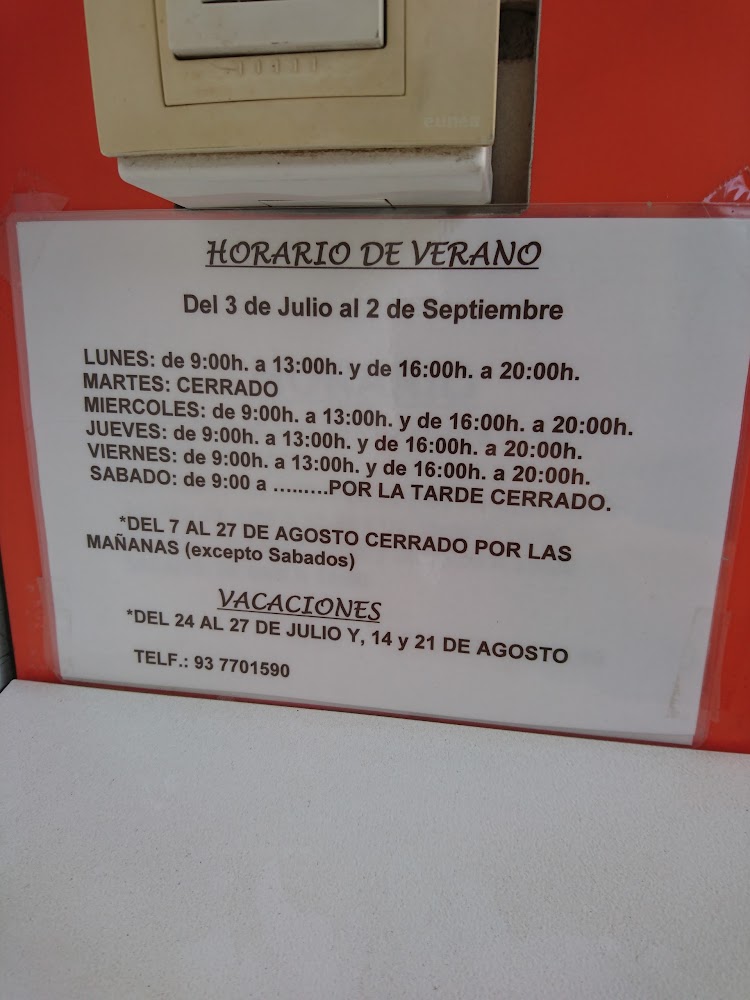 eunea
HORARIO DE VERANO
Del 3 de Julio al 2 de Septiembre
LUNES: de 9:00h. a 13:00h. y de 16:00h. a 20:00h.
MARTES: CERRADO
MIERCOLES: de 9:00h. a 13:00h. y de 16:00h. a 20:00h.
JUEVES: de 9:00h. a 13:00h. y de 16:00h. a 20:00h.
VIERNES: de 9:00h. a 13:00h. y de 16:00h. a 20:00h.
SABADO: de 9:00 a .........POR LA TARDE CERRADO.
*DEL 7 AL 27 DE AGOSTO CERRADO POR LAS
MAÑANAS (excepto Sabados)
VACACIONES
*DEL 24 AL 27 DE JULIO Y, 14 y 21 DE AGOSTO
TELF.: 93 7701590